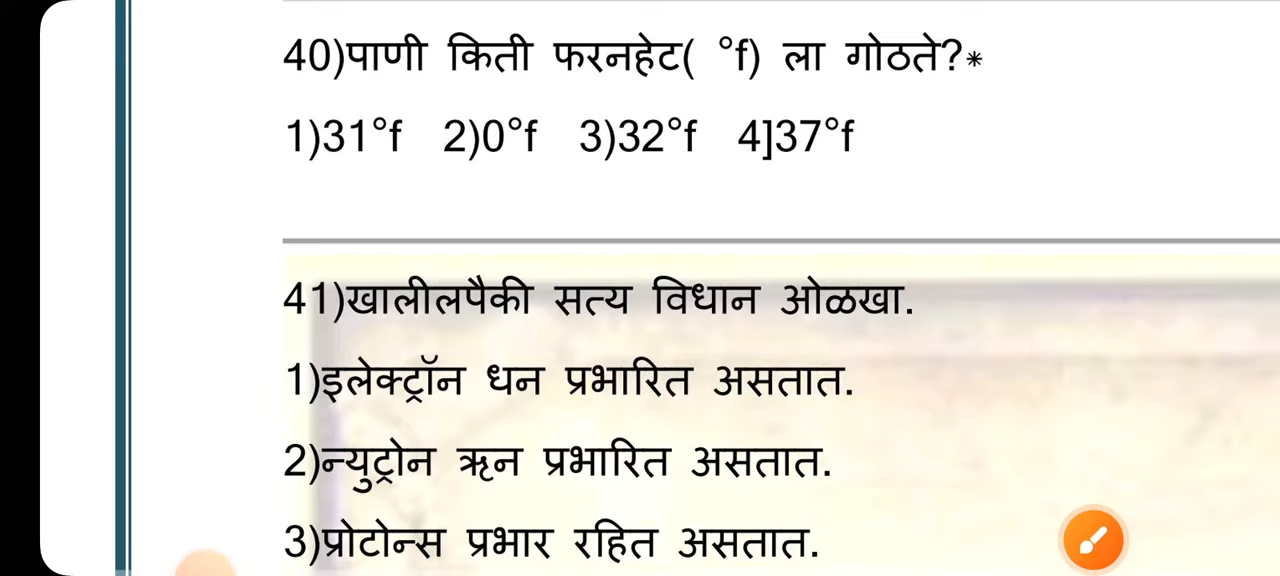 40)पाणी किती फरनहेट( °f) ला गोठते?*
1)31°f 2)0°f 3)32°f 4]37°f
41)खालीलपैकी सत्य विधान ओळखा.
1)इलेक्ट्रॉन धन प्रभारित असतात.
2)न्युट्रोन ऋन प्रभारित असतात.
3)प्रोटोन्स प्रभार रहित असतात.